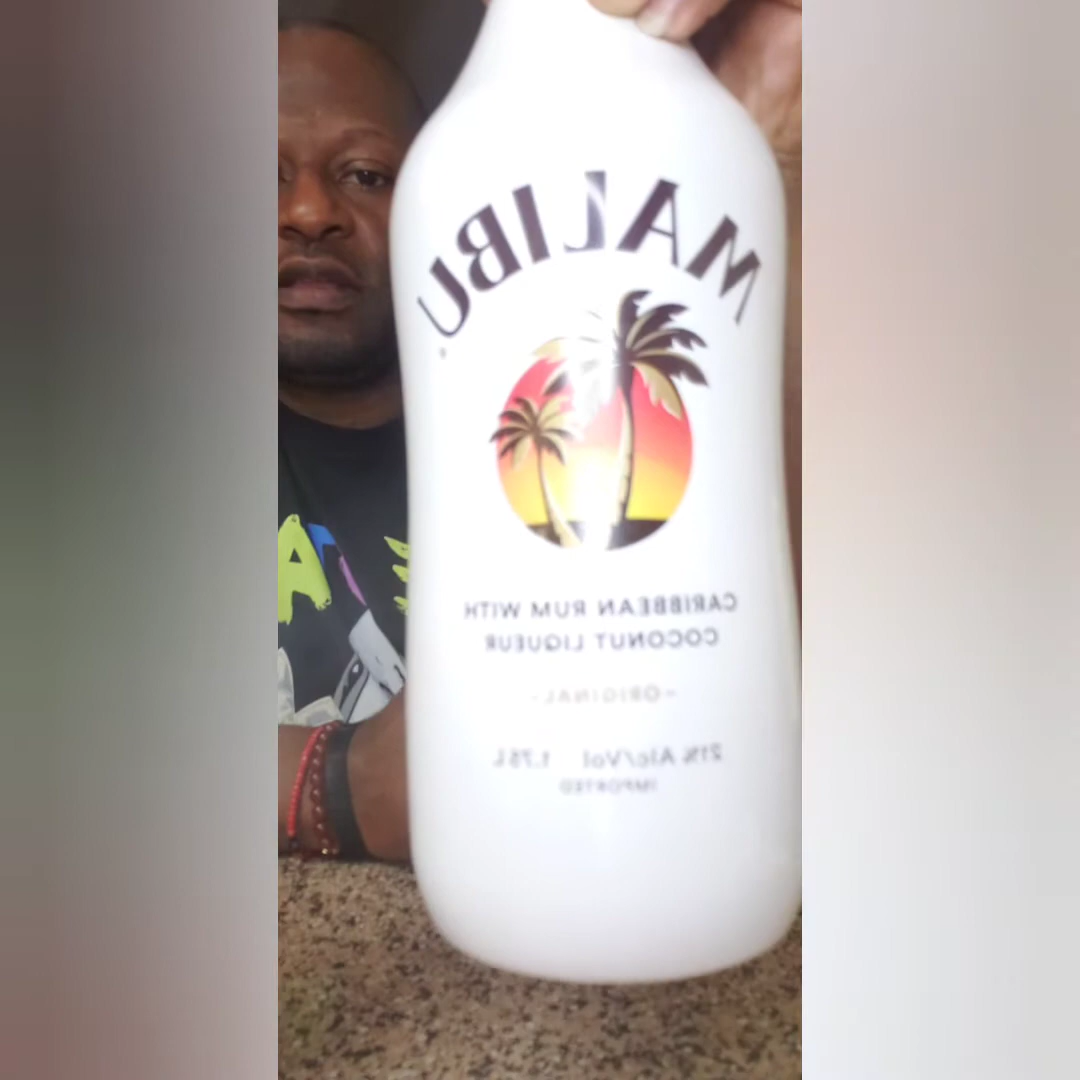 MALIBU
CARIBBEAN RUM WITH
COCONUT LIQUEUR
-ORIGINAL-
21% Alc/Vol 1.75L
IMPORTED